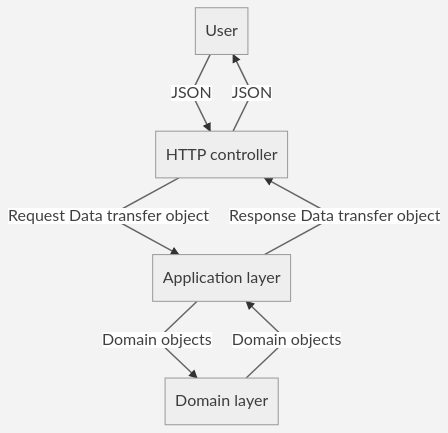 User
JSON
JSON
HTTP controller
Request Data transfer object
Response Data transfer object
Application layer
Domain objects
Domain objects
Domain layer